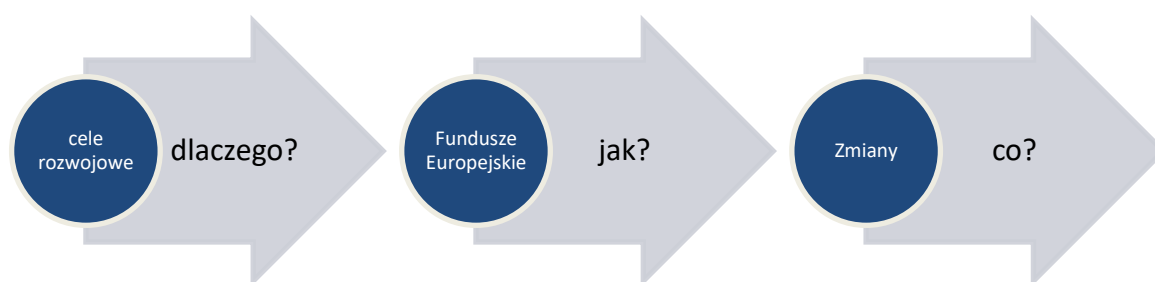 cele
rozwojowe
dlaczego?
Fundusze
Europejskie
jak?
Zmiany
co?